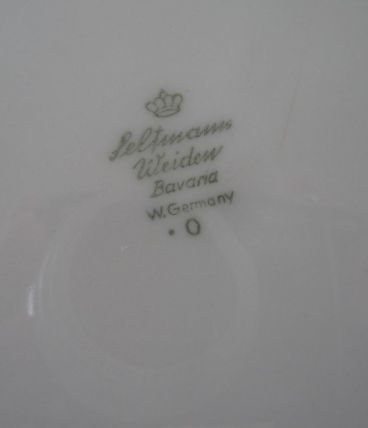 Seltmann
Weiden
Bavaria
W.Germany
. 0